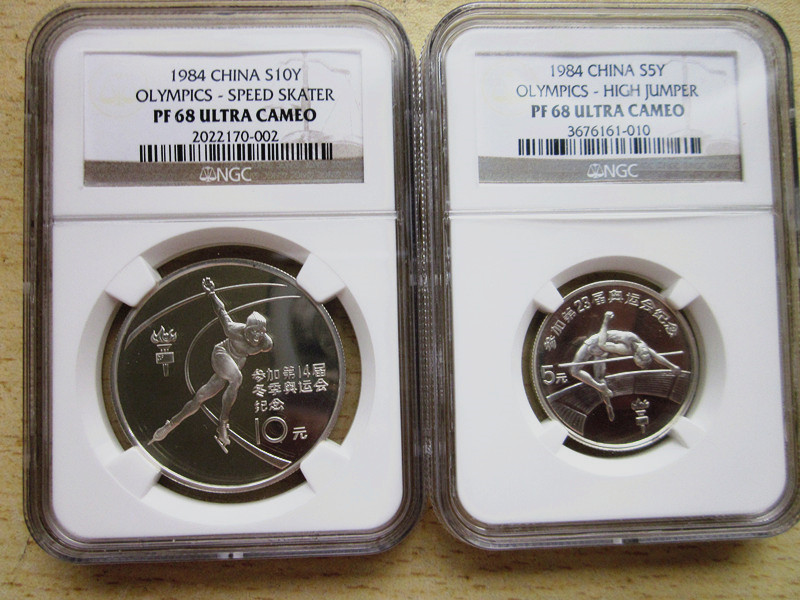 1984 CHINA S10Y
OLYMPICS - SPEED SKATER
PF 68 ULTRA CAMEO
2022170-002
NGC
参加第14届
冬季奥运会
纪念
10元
1984 CHINA S5Y
OLYMPICS - HIGH JUMPER
PF 68 ULTRA CAMEO
3676161-010
NGC
参加第23届奥运会纪念
5元